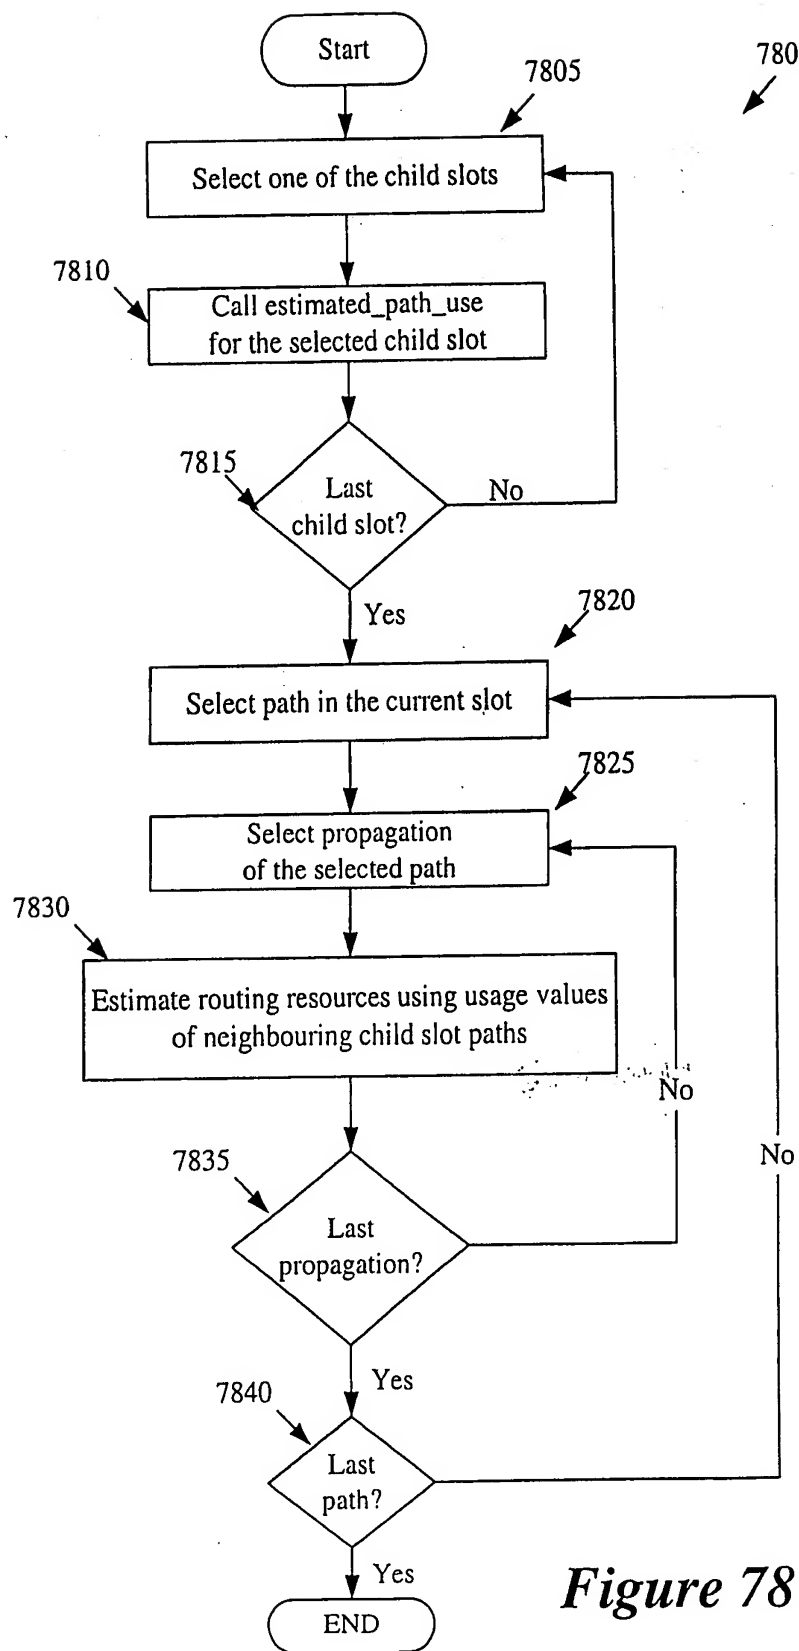 Start
780
7805
Select one of the child slots
7810
Call estimated_path_use
for the selected child slot
7815
Last
child slot?
No
Yes
7820
Select path in the current slot
7825
Select propagation
of the selected path
7830
Estimate routing resources using usage values
of neighbouring child slot paths
No
No
7835
Last
propagation?
Yes
7840
Last
path?
Yes
END
Figure 78